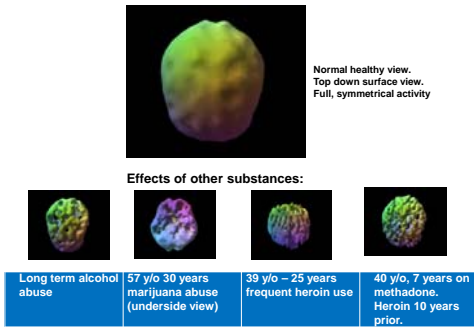 Normal healthy view.
Top down surface view.
Full, symmetrical activity
Effects of other substances:
Long term alcohol
abuse
57 y/o 30 years
marijuana abuse
(underside view)
39 y/o – 25 years
frequent heroin use
40 y/o, 7 years on
methadone.
Heroin 10 years
prior.